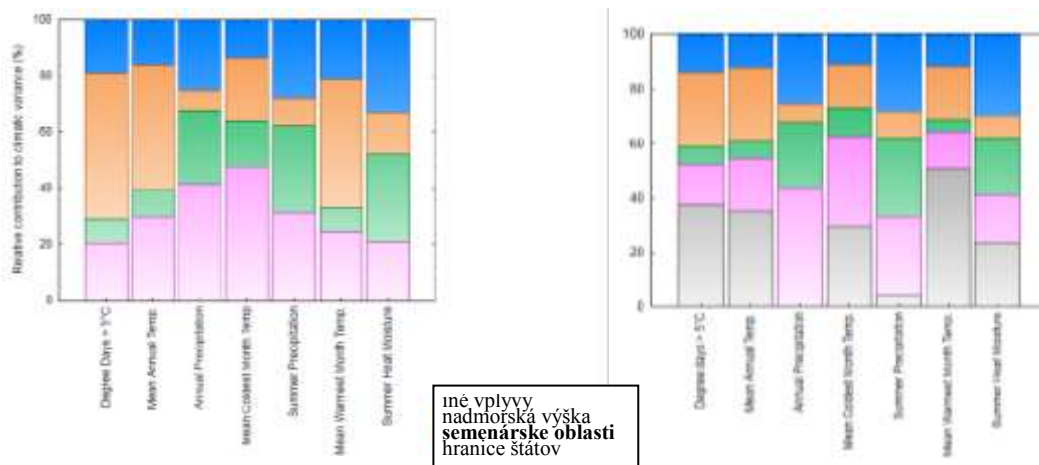 100
80
60
40
20
0
Relative contribution to climatic variance (%)
Degree Days > 5°C
Mean Annual Temp.
Annual Precipitation
Mean Coldest Month Temp
Summer Precipitation
Mean Warmest Month Temp.
Summer Heat Moisture
100
80
60
40
20
0
Degree days > 5°C
Mean Annual Temp.
Annual Precipitation
Mean Coldest Month Temp.
Summer Precipitation
Mean Warmest Month Temp.
Summer Heat Moisture
iné vplyvy
nadmorská výška
semenárske oblasti
hranice štátov